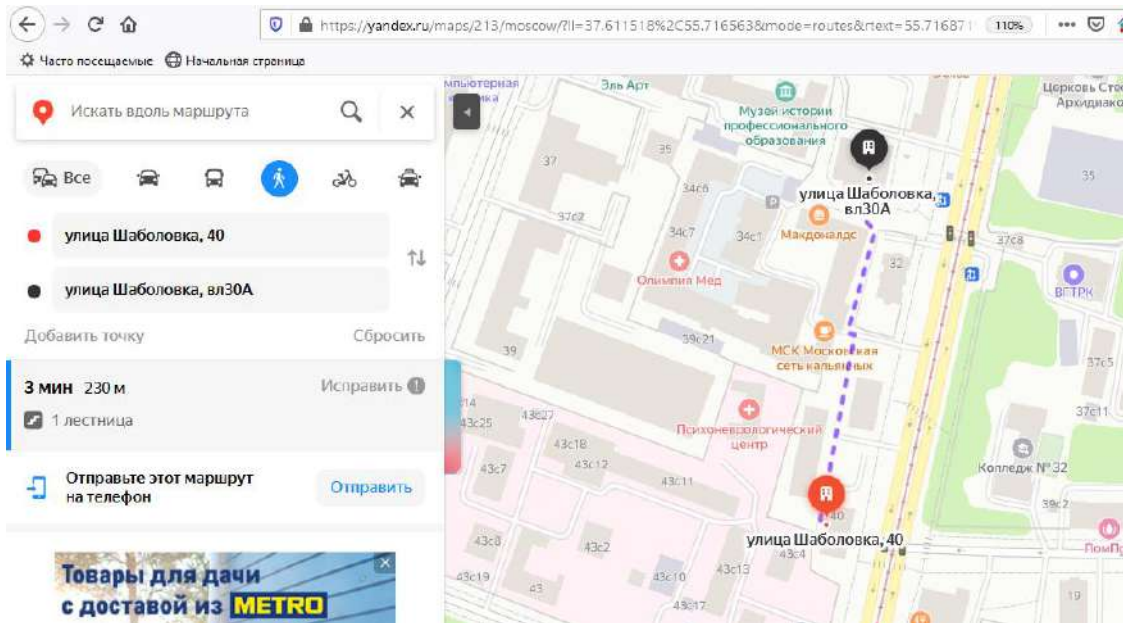 https://yandex.ru/maps/213/moscow/?ll=37.611518%2C55.716563&mode=routes&rtext=55.71687
110%
Часто посещаемые
Начальная страница
Искать вдоль маршрута
Все
улица Шаболовка, 40
улица Шаболовка, вл30А
Добавить точку
Сбросить
3 мин 230 м
Исправить
1 лестница
Отправьте этот маршрут
на телефон
Отправить
Товары для дачи
с доставой из METRO
Эль Арт
Музей истории
профессионального
образования
Церковь
37
35
35
34с6
улица Шаболовка,
вл30А
37с2
34с7
34с1
Макдоналдс
P
37с8
32
Олимпия Мед
ВГТРК
39с21
МСК Московская
сеть кальянных
39
37с5
43с25
43с27
37с11
Психоневрологический
центр
43с18
43с7
43с12
Колледж № 32
43с11
39с2
40
улица Шаболовка, 40
43с8
43с2
43с4
43с19
43с10
43с13
43
43с17
19